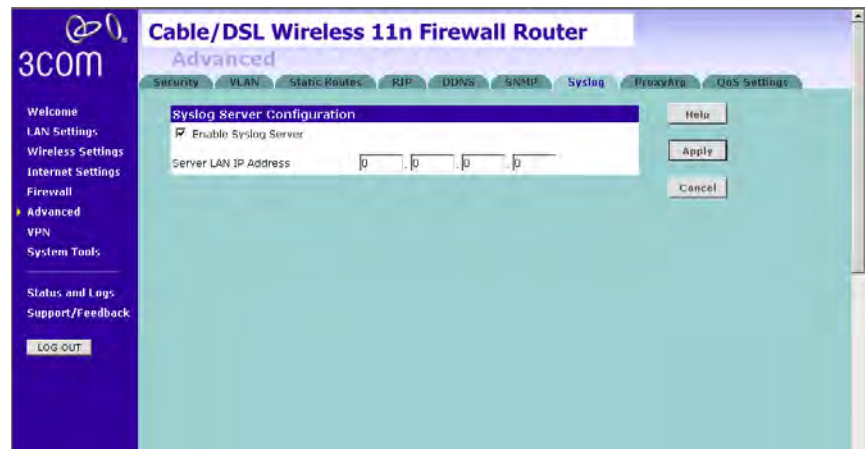 3COM
Cable/DSL Wireless 11n Firewall Router
Advanced
Security VLAN Static Routes RIP DDNS SNMP Syslog ProxyArp QoS Settings
Welcome
LAN Settings
Wireless Settings
Internet Settings
Firewall
Advanced
VPN
System Tools
Status and Logs
Support/Feedback
LOG OUT
Syslog Server Configuration
Enable Syslog Server
Server LAN IP Address 0 . 0 . 0 . 0
Help
Apply
Cancel